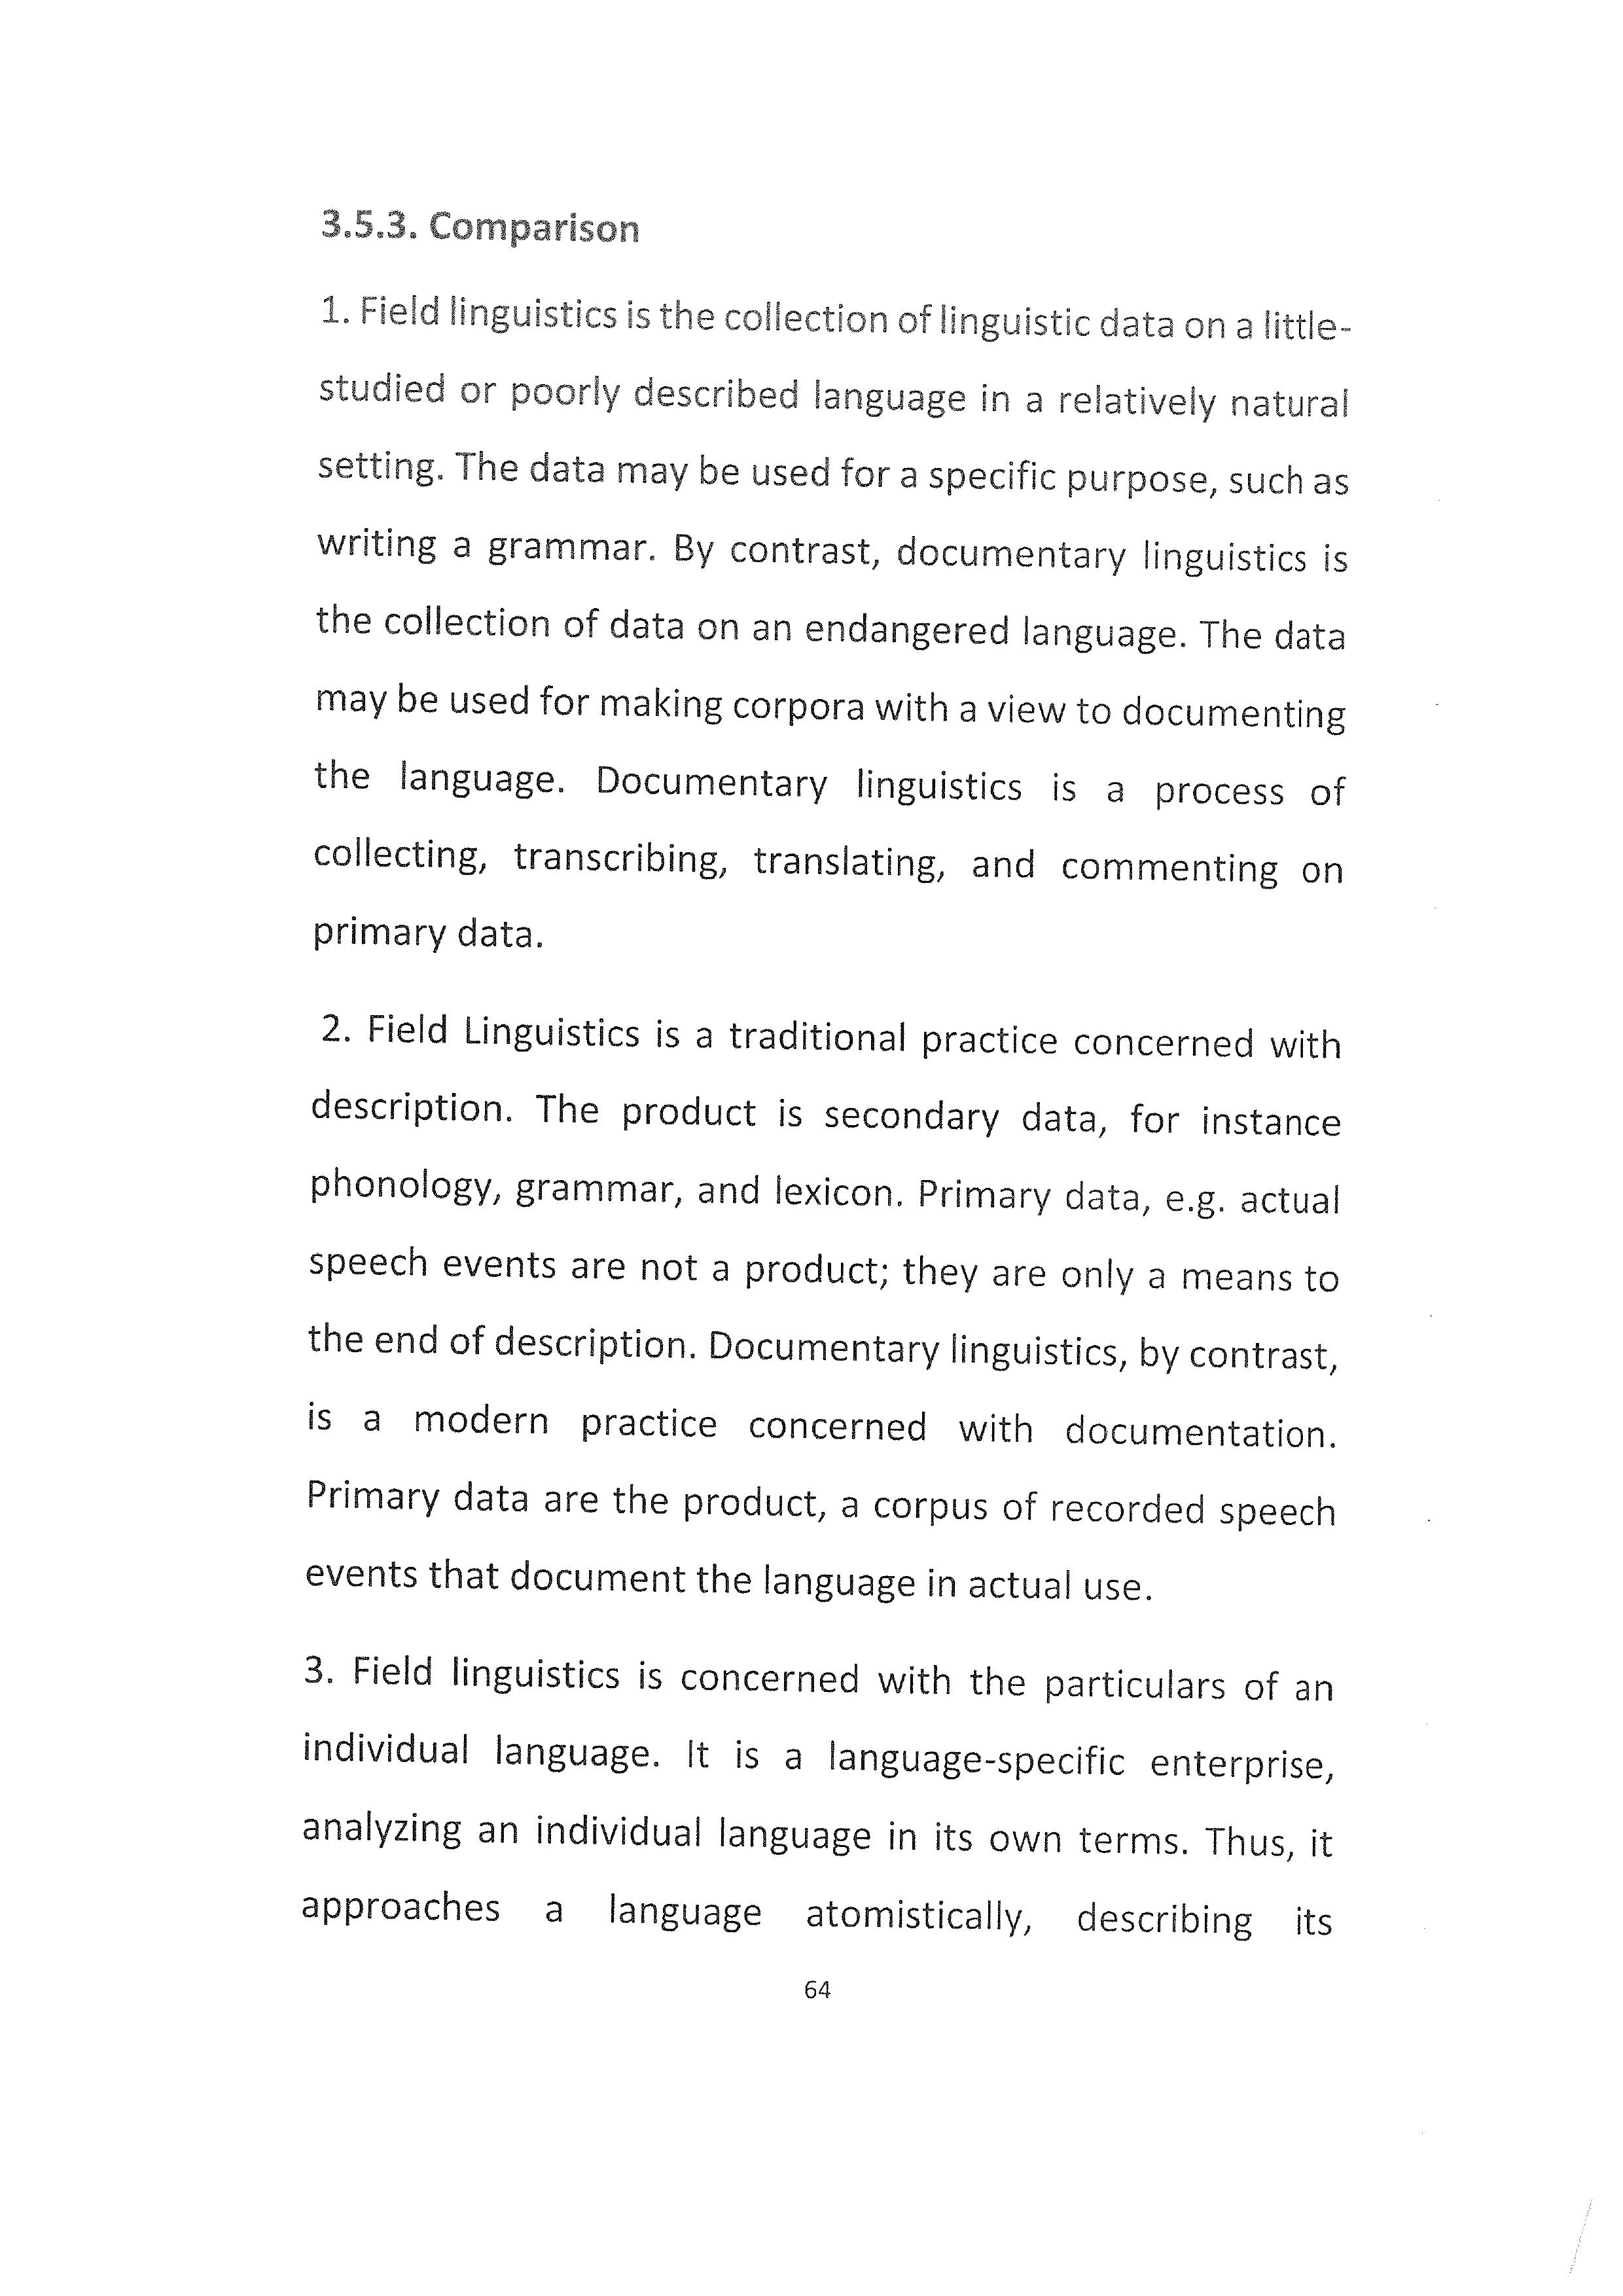 3.5.3. Comparison
1. Field linguistics is the collection of linguistic data on a little-
studied or poorly described language in a relatively natural
setting. The data may be used for a specific purpose, such as
writing a grammar. By contrast, documentary linguistics is
the collection of data on an endangered language. The data
may be used for making corpora with a view to documenting
the language. Documentary linguistics is a process of
collecting, transcribing, translating, and commenting on
primary data.
2. Field Linguistics is a traditional practice concerned with
description. The product is secondary data, for instance
phonology, grammar, and lexicon. Primary data, e.g. actual
speech events are not a product; they are only a means to
the end of description. Documentary linguistics, by contrast,
is a modern practice concerned with documentation.
Primary data are the product, a corpus of recorded speech
events that document the language in actual use.
3. Field linguistics is concerned with the particulars of an
individual language. It is a language-specific enterprise,
analyzing an individual language in its own terms. Thus, it
approaches a language atomistically, describing its
64